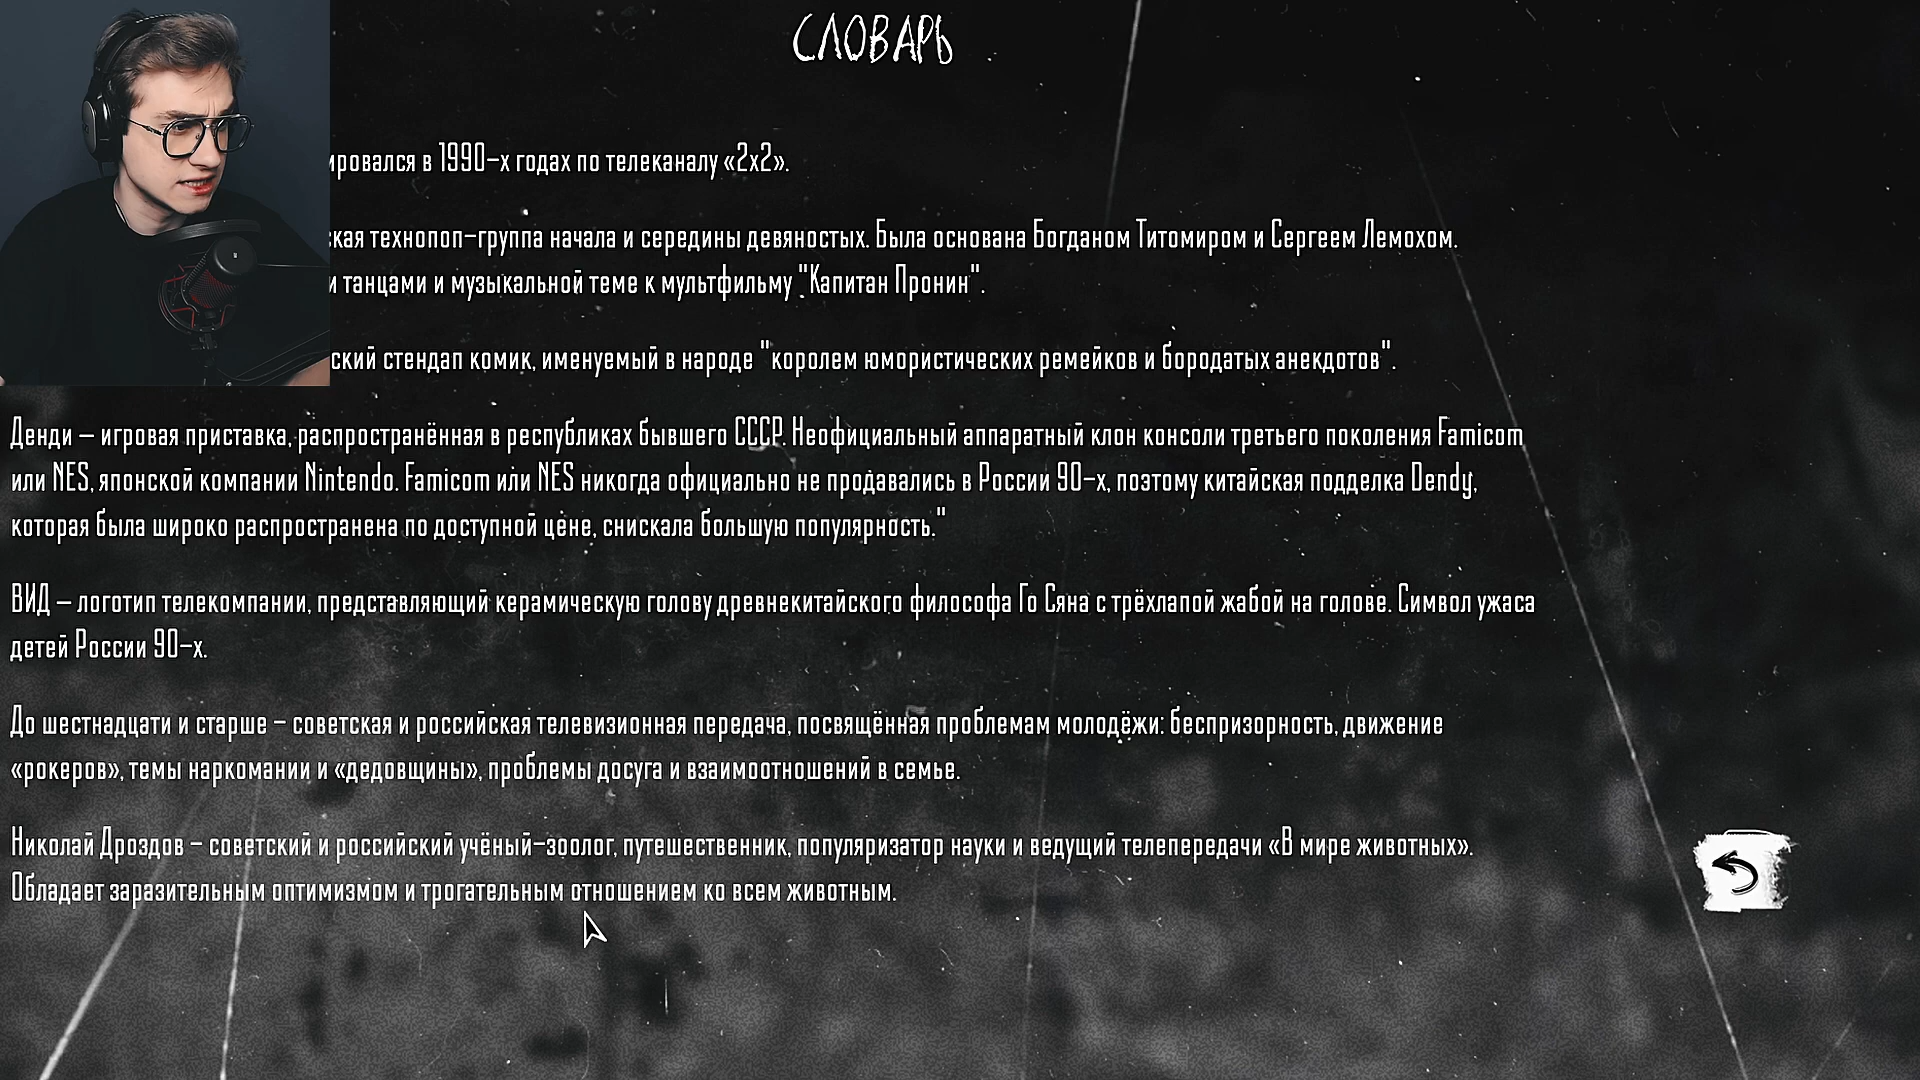 СЛОВАРЬ
ировался в 1990-х годах по телеканалу «2x2».
ская технопоп-группа начала и середины девяностых. Была основана Богданом Титомиром и Сергеем Лемохом.
и танцами и музыкальной теме к мультфильму "Капитан Пронин".
ский стендап комик, именуемый в народе "королем юмористических ремейков и бородатых анекдотов".
Денди – игровая приставка, распространённая в республиках бывшего СССР. Неофициальный аппаратный клон консоли третьего поколения Famicom
или NES, японской компании Nintendo. Famicom или NES никогда официально не продавались в России 90-х, поэтому китайская подделка Dendy,
которая была широко распространена по доступной цене, снискала большую популярность."
ВИД – логотип телекомпании, представляющий керамическую голову древнекитайского философа Го Сяна с трёхлапой жабой на голове. Символ ужаса
детей России 90-х.
До шестнадцати и старше - советская и российская телевизионная передача, посвящённая проблемам молодёжи: беспризорность, движение
«рокеров», темы наркомании и «дедовщины», проблемы досуга и взаимоотношений в семье.
Николай Дроздов - советский и российский учёный-зоолог, путешественник, популяризатор науки и ведущий телепередачи «В мире животных».
Обладает заразительным оптимизмом и трогательным отношением ко всем животным.